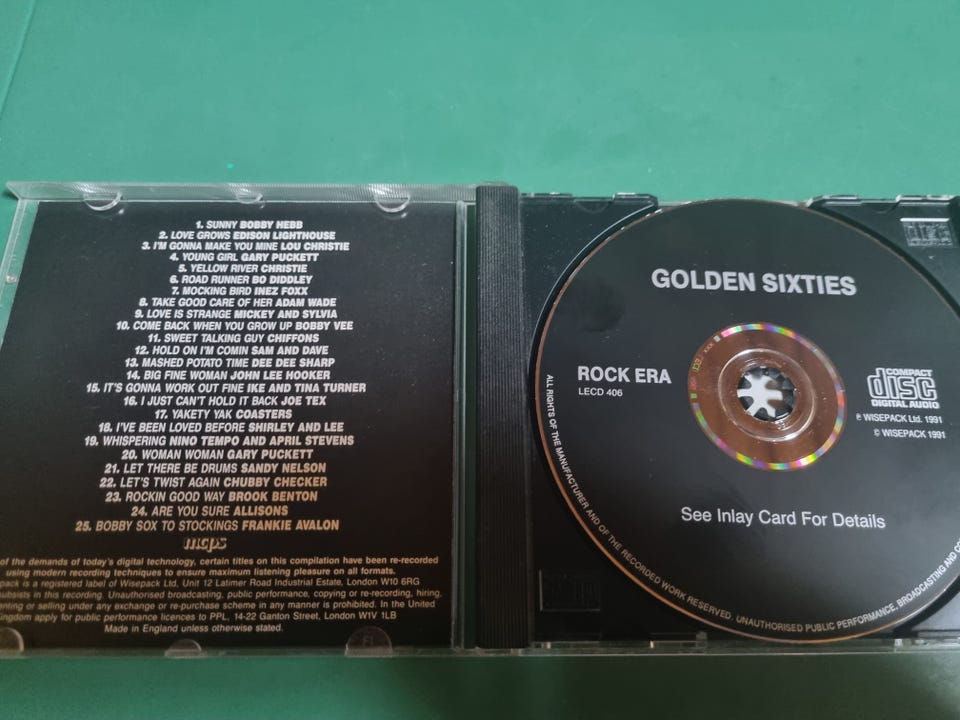 1. SUNNY BOBBY HEBB
2. LOVE GROWS EDISON LIGHTHOUSE
3. I'M GONNA MAKE YOU MINE LOU CHRISTIE
4. YOUNG GIRL GARY PUCKETT
5. YELLOW RIVER CHRISTIE
6. ROAD RUNNER BO DIDDLEY
7. MOCKING BIRD INEZ FOXX
8. TAKE GOOD CARE OF HER ADAM WADE
9. LOVE IS STRANGE MICKEY AND SYLVIA
10. COME BACK WHEN YOU GROW UP BOBBY VEE
11. SWEET TALKING GUY CHIFFONS
12. HOLD ON I'M COMIN SAM AND DAVE
13. MASHED POTATO TIME DEE DEE SHARP
14. BIG FINE WOMAN JOHN LEE HOOKER
15. IT'S GONNA WORK OUT FINE IKE AND TINA TURNER
16. I JUST CAN'T HOLD IT BACK JOE TEX
17. YAKETY YAK COASTERS
18. I'VE BEEN LOVED BEFORE SHIRLEY AND LEE
19. WHISPERING NINO TEMPO AND APRIL STEVENS
20. WOMAN WOMAN GARY PUCKETT
21. LET THERE BE DRUMS SANDY NELSON
22. LET'S TWIST AGAIN CHUBBY CHECKER
23. ROCKIN GOOD WAY BROOK BENTON
24. ARE YOU SURE ALLISONS
25. BOBBY SOX TO STOCKINGS FRANKIE AVALON
mcps
of the demands of today's digital technology, certain titles on this compilation have been re-recorded
using modern recording techniques to ensure maximum listening pleasure on all formats.
pack is a registered label of Wisepack Ltd, Unit 12 Latimer Road Industrial Estate, London W10 6RG
subsists in this recording. Unauthorised broadcasting, public performance, copying or re-recording, hiring,
nting or selling under any exchange or re-purchase scheme in any manner is prohibited. In the United
ngdom apply for public performance licences to PPL, 14-22 Ganton Street, London W1V 1LB
Made in England unless otherwise stated.
GOLDEN SIXTIES
ROCK ERA
LECD 406
COMPACT
disc
DIGITAL AUDIO
℗ WISEPACK Ltd. 1991
© WISEPACK 1991
See Inlay Card For Details
ALL RIGHTS OF THE MANUFACTURER AND OF THE RECORDED WORK RESERVED. UNAUTHORISED PUBLIC PERFORMANCE, BROADCASTING AND CO